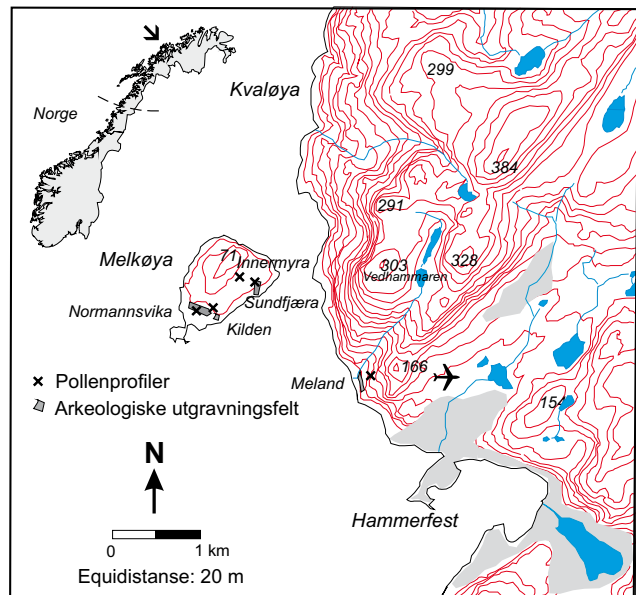 Norge
Kvaløya
299
384
291
303
328
Vedhammaren
Melkøya
71
Innermyra
Sundfjæra
Normannsvika
Kilden
Meland
166
154
Pollenprofiler
Arkeologiske utgravningsfelt
N
Hammerfest
0
1 km
Equidistanse: 20 m